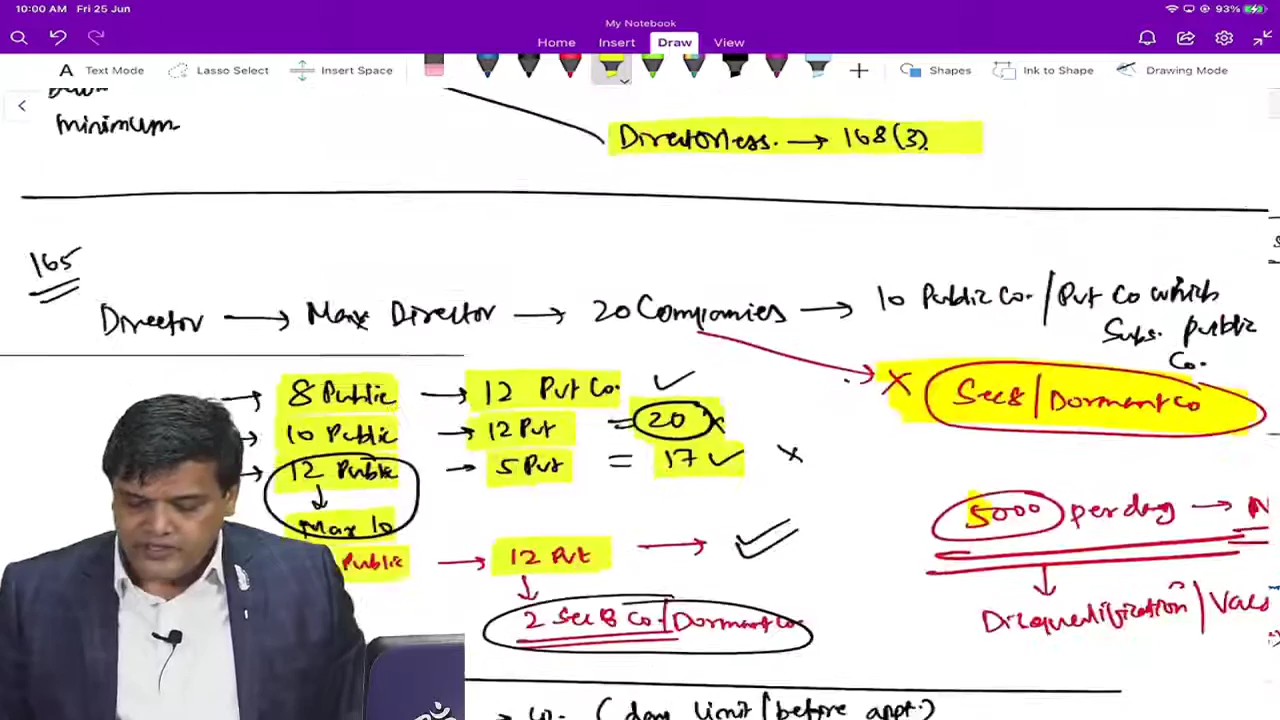 10:00 AM Fri 25 Jun
93%
My Notebook
Home Insert Draw View
Text Mode Lasso Select Insert Space Shapes Ink to Shape Drawing Mode
minimum
Directorless. → 168(3).
165
Director → Max Director → 20 Companies → 10 Public Co. / Pvt Co which
Subs. public
Co.
→ 8 Public → 12 Pvt Co. ✓
→ 10 Public → 12 Pvt = 20 x
→ 12 Public → 5 Pvt = 17 ✓ x
↓
Max 10
Public → 12 Pvt → ✓
↓
2 Sec 8 Co. / Dormant Co
x Sec 8 / Dormant Co
5000 per day →
↓
Disqualification /
(dam limit / before appt.)